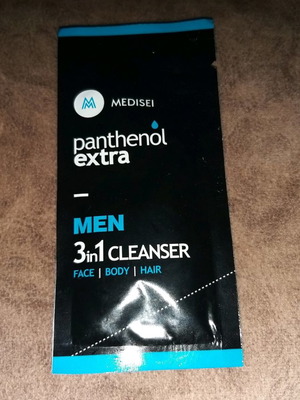 MEDISEI
panthenol
extra
MEN
3in1 CLEANSER
FACE | BODY | HAIR